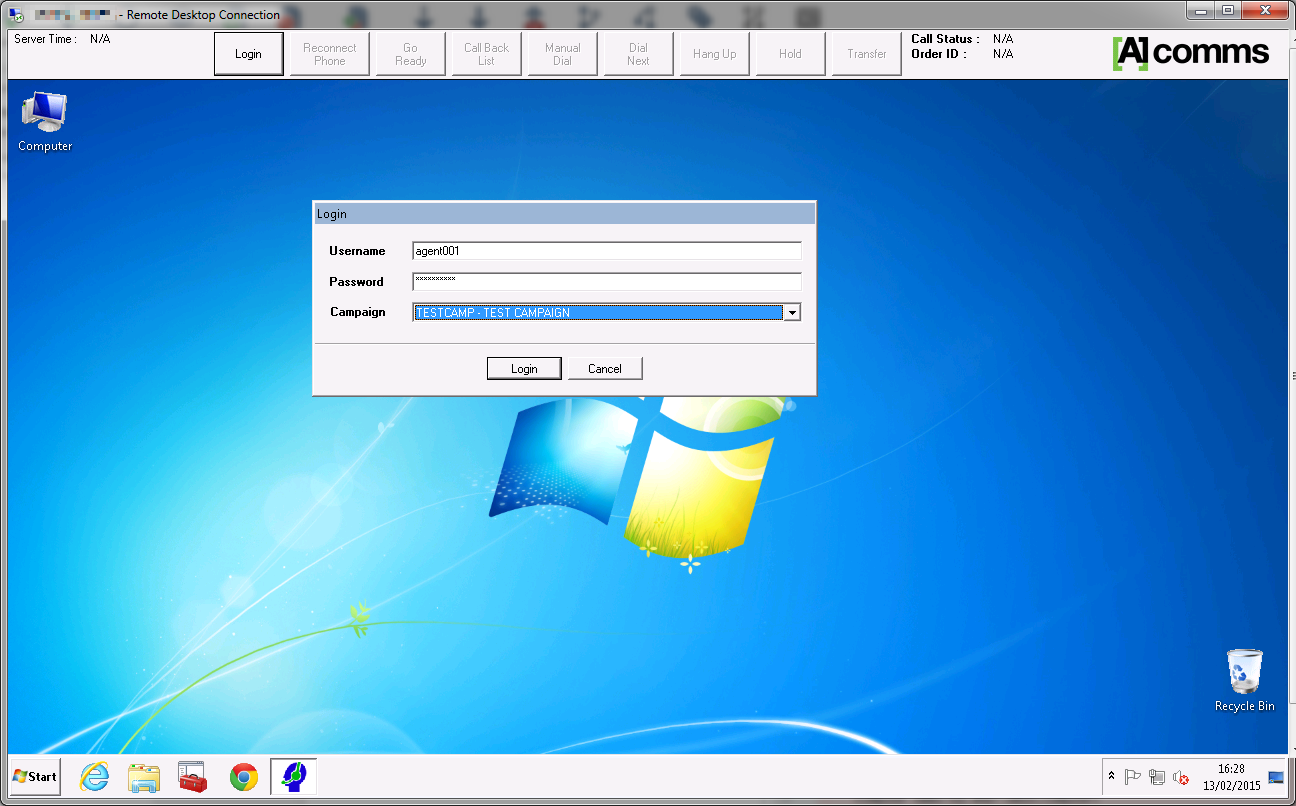 - Remote Desktop Connection
Server Time : N/A
Login
Reconnect
Phone
Go
Ready
Call Back
List
Manual
Dial
Dial
Next
Hang Up
Hold
Transfer
Call Status : N/A
Order ID : N/A
[A]comms
Computer
Login
Username agent001
Password **********
Campaign TESTCAMP - TEST CAMPAIGN
Login Cancel
Recycle Bin
Start
16:28
13/02/2015